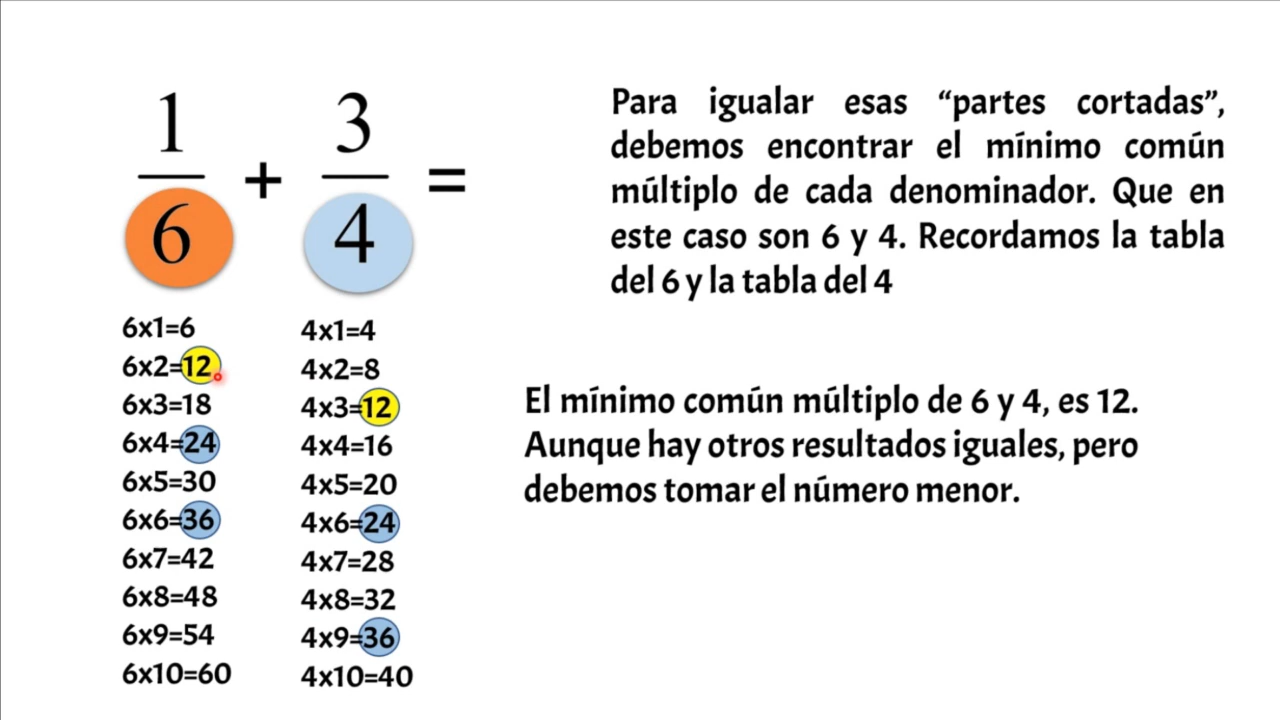 1 + 3 =
6 4
Para igualar esas “partes cortadas”,
debemos encontrar el mínimo común
múltiplo de cada denominador. Que en
este caso son 6 y 4. Recordamos la tabla
del 6 y la tabla del 4
6x1=6
6x2=12
6x3=18
6x4=24
6x5=30
6x6=36
6x7=42
6x8=48
6x9=54
6x10=60
4x1=4
4x2=8
4x3=12
4x4=16
4x5=20
4x6=24
4x7=28
4x8=32
4x9=36
4x10=40
El mínimo común múltiplo de 6 y 4, es 12.
Aunque hay otros resultados iguales, pero
debemos tomar el número menor.